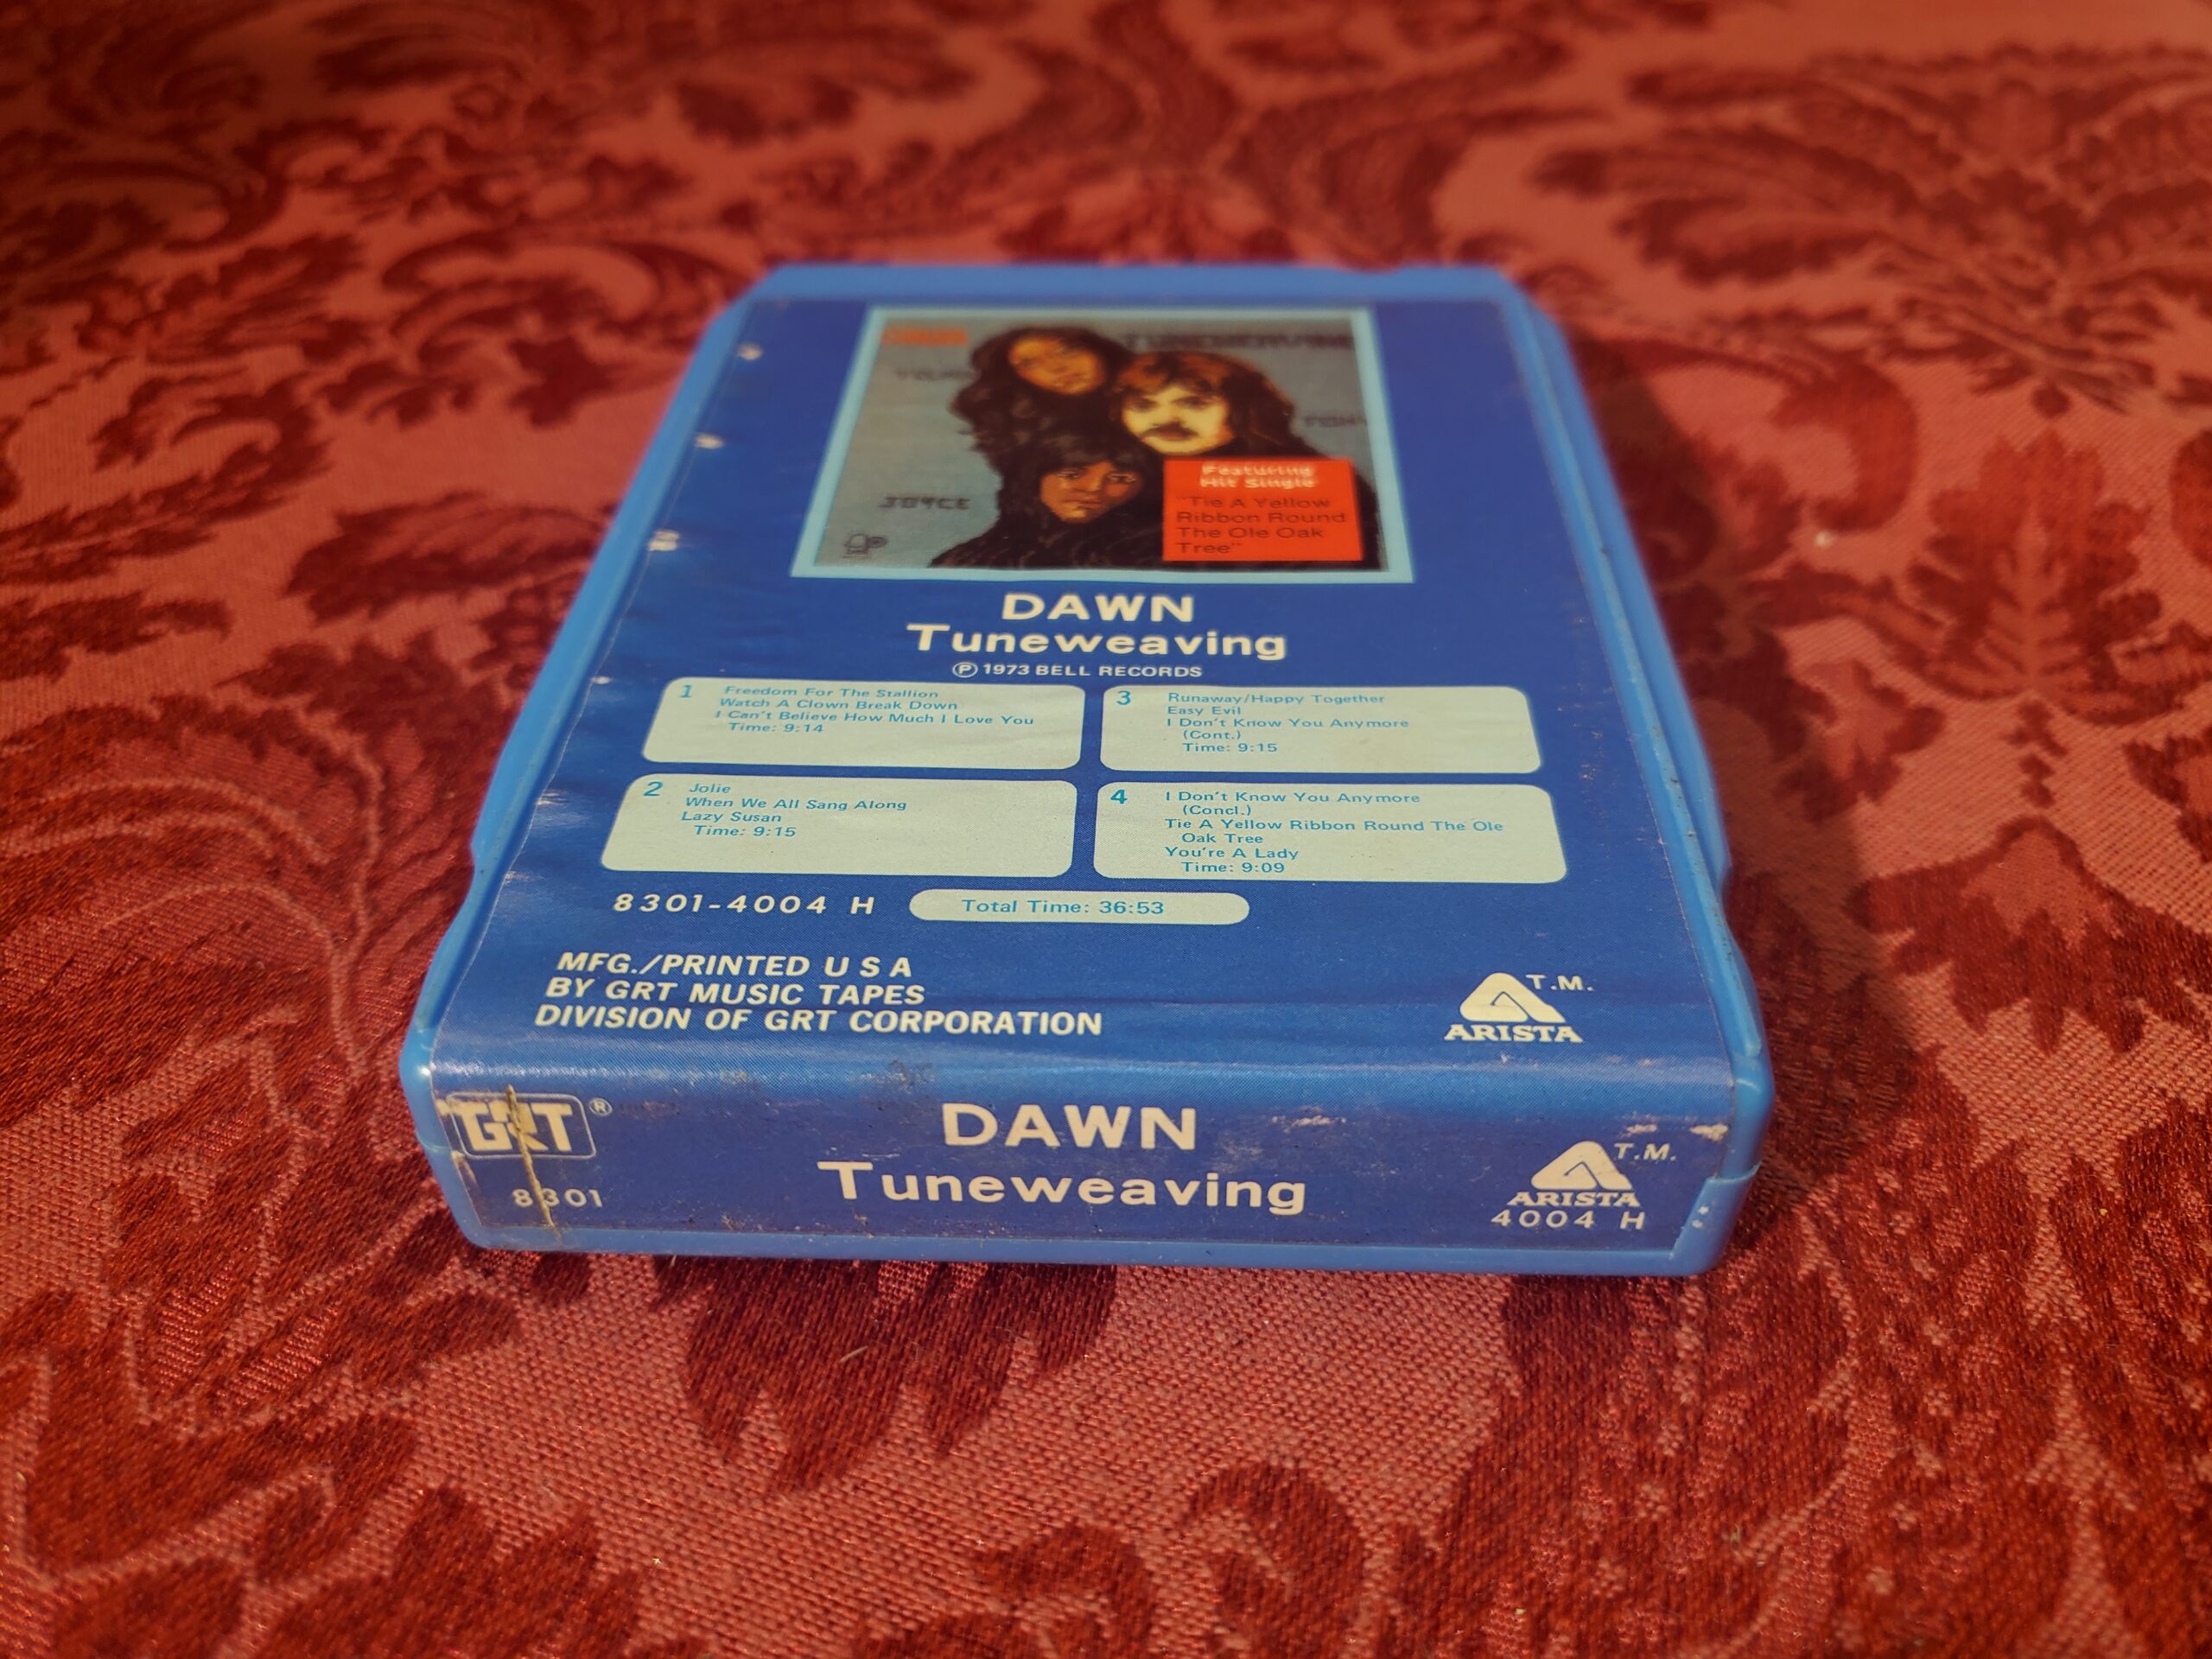 TUNEWEAVING
TONY
JOYCE
Featuring
Hit Single
"Tie A Yellow
Ribbon Round
The Ole Oak
Tree"
DAWN
Tuneweaving
Ⓟ 1973 BELL RECORDS
1 Freedom For The Stallion
Watch A Clown Break Down
I Can't Believe How Much I Love You
Time: 9:14
2 Jolie
When We All Sang Along
Lazy Susan
Time: 9:15
3 Runaway/Happy Together
Easy Evil
I Don't Know You Anymore
(Cont.)
Time: 9:15
4 I Don't Know You Anymore
(Concl.)
Tie A Yellow Ribbon Round The Ole
Oak Tree
You're A Lady
Time: 9:09
8301-4004 H
Total Time: 36:53
MFG./PRINTED U S A
BY GRT MUSIC TAPES
DIVISION OF GRT CORPORATION
T.M.
ARISTA
GRT®
8301
DAWN
Tuneweaving
T.M.
ARISTA
4004 H